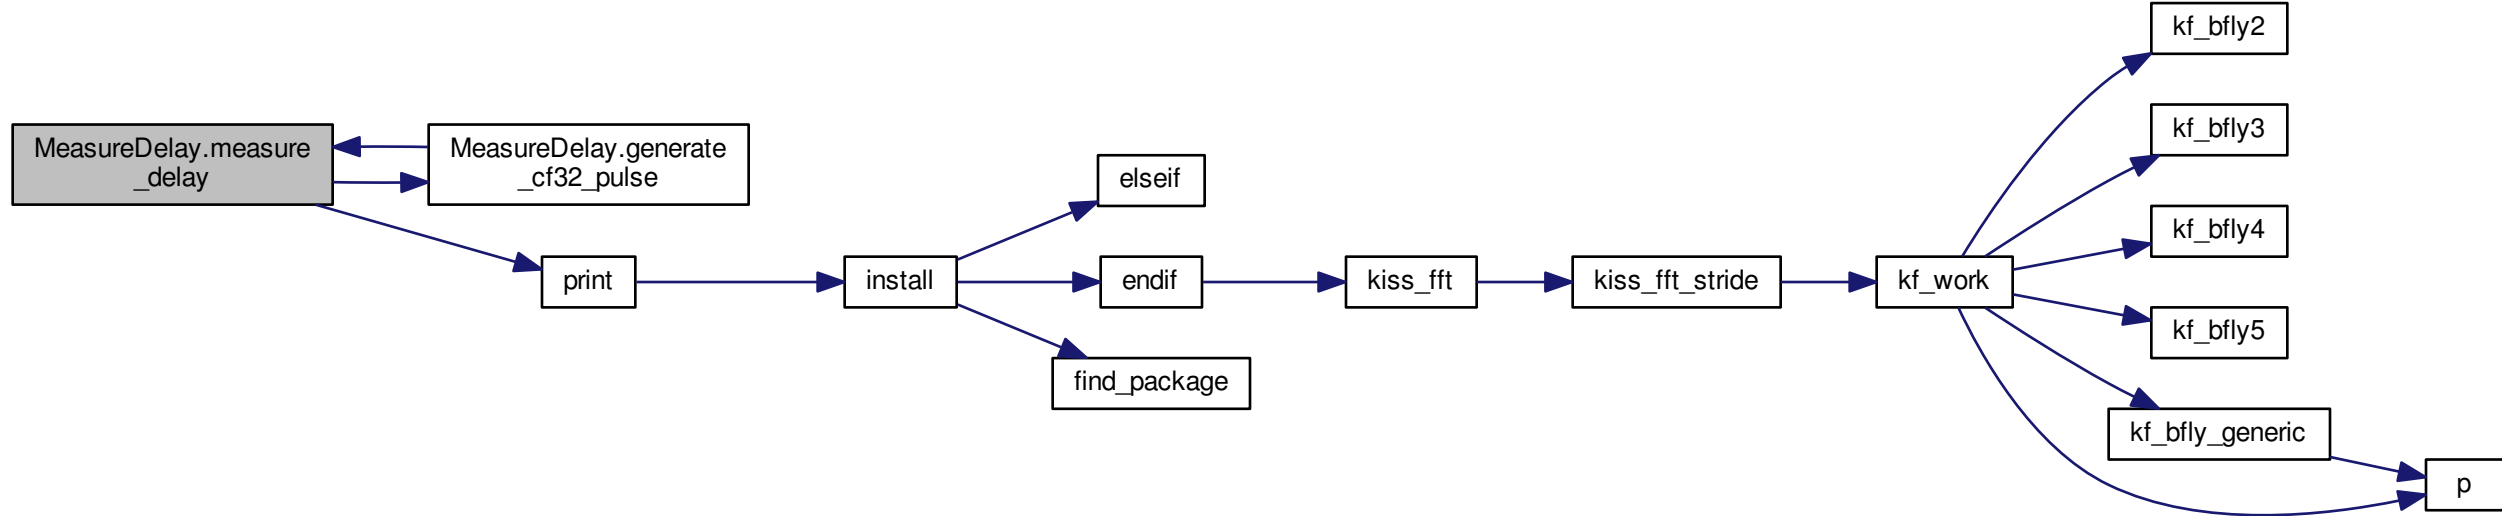 MeasureDelay.measure
_delay
MeasureDelay.generate
_cf32_pulse
print
install
elseif
endif
find_package
kiss_fft
kiss_fft_stride
kf_work
kf_bfly2
kf_bfly3
kf_bfly4
kf_bfly5
kf_bfly_generic
p